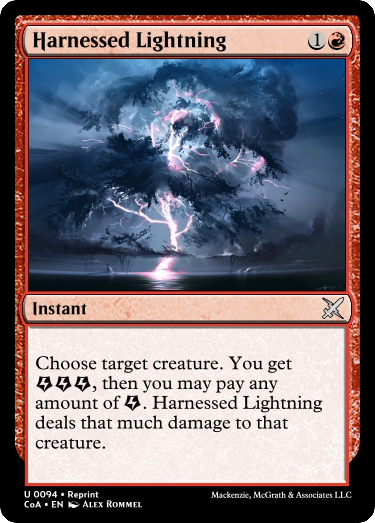 Harnessed Lightning 1
Instant
Choose target creature. You get
, then you may pay any
amount of . Harnessed Lightning
deals that much damage to that
creature.
U 0094 • Reprint
CoA • EN ALEX ROMMEL
Mackenzie, McGrath & Associates LLC